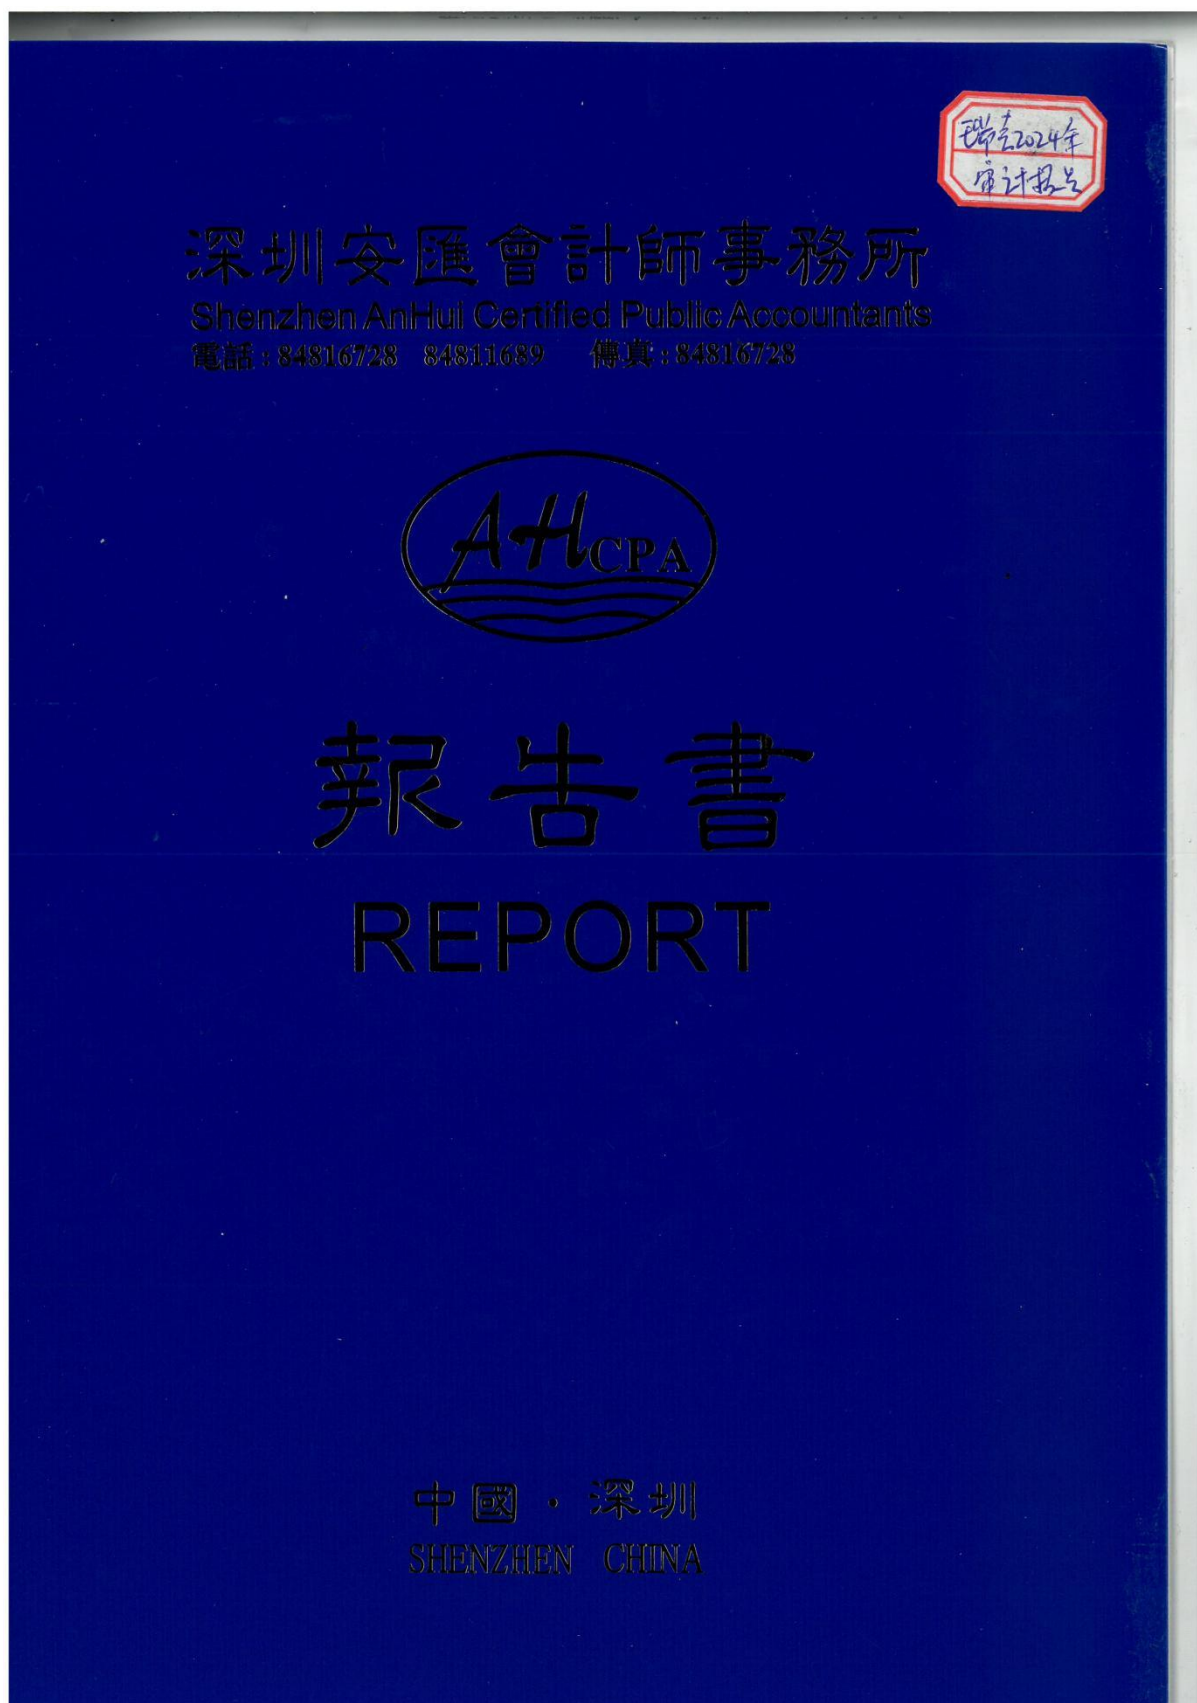 瑞吉2024年
审计报告
深圳安匯會計師事務所
Shenzhen AnHui Certified Public Accountants
電話:84816728 84811689 傳真:84816728
AHCPA
報告書
REPORT
中國·深圳
SHENZHEN CHINA